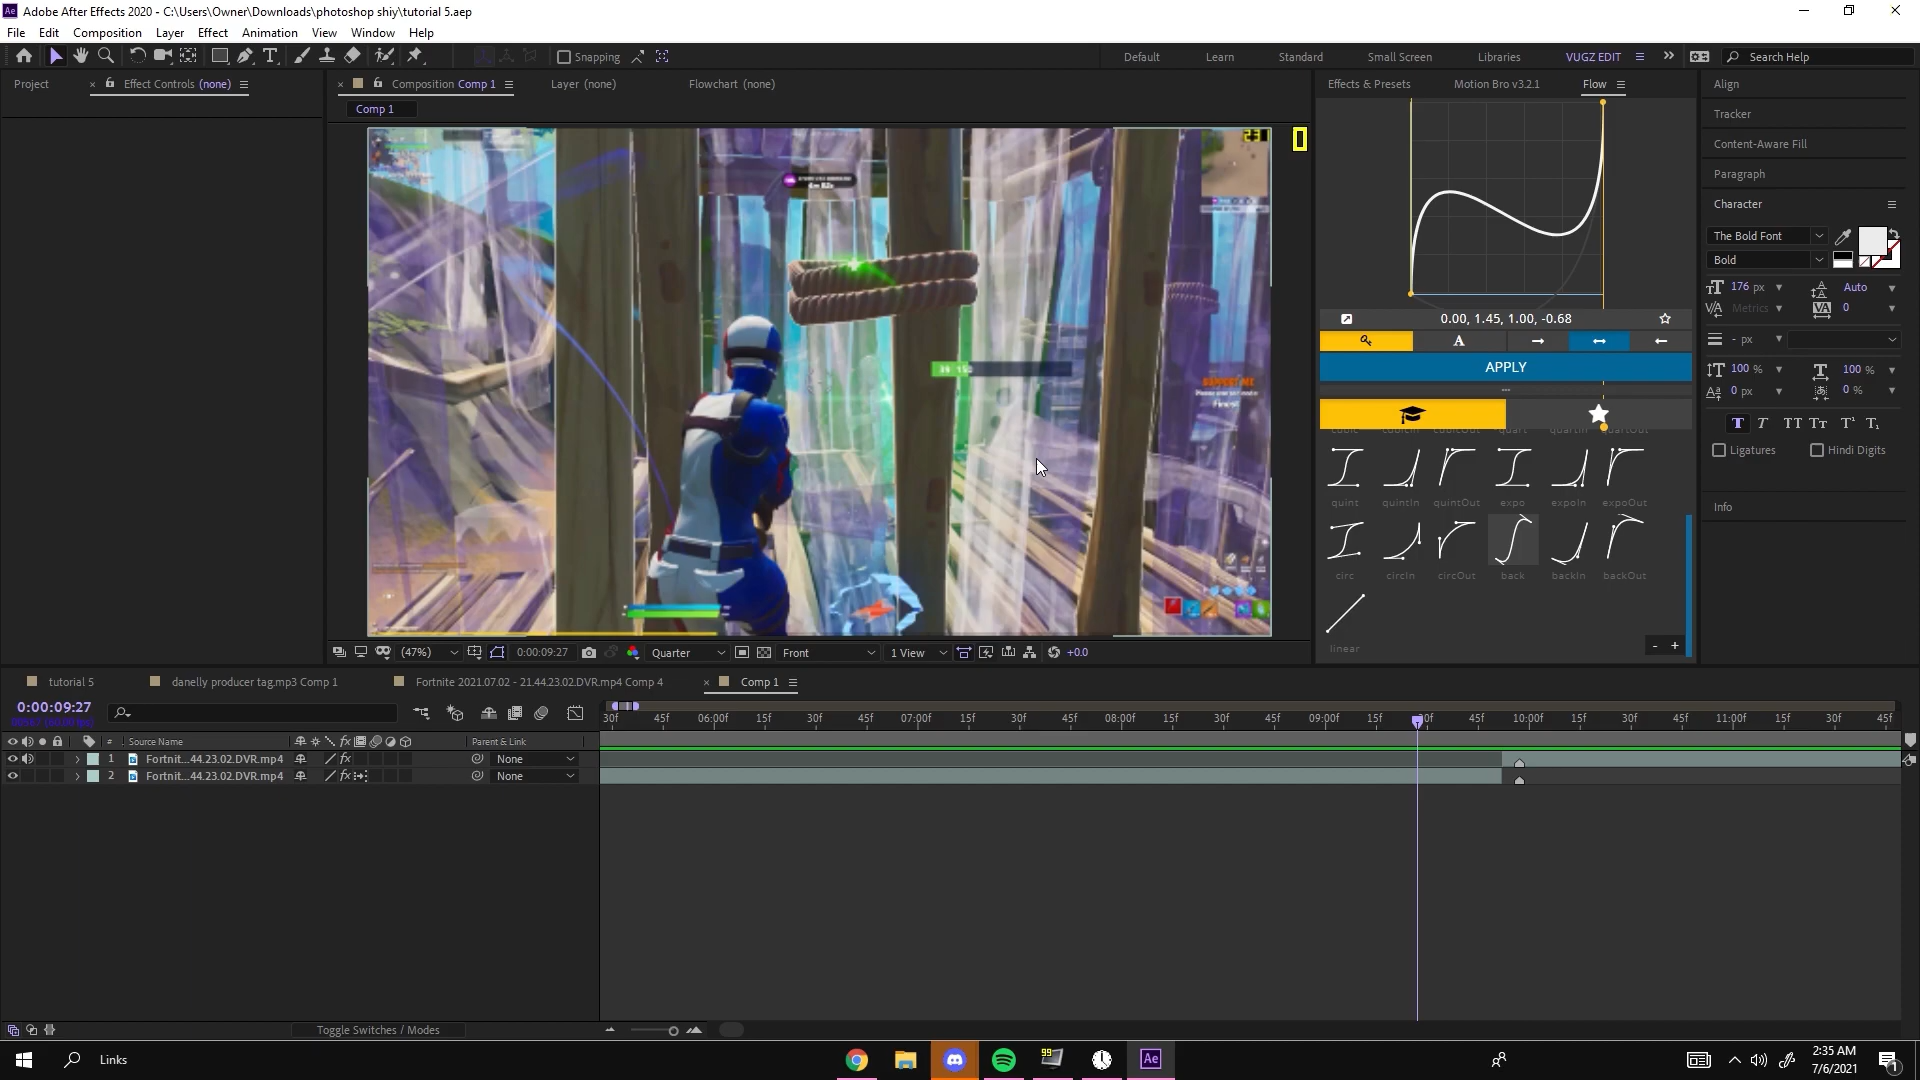 Adobe After Effects 2020 - C:\Users\Owner\Downloads\photoshop shiy\tutorial 5.aep
File Edit Composition Layer Effect Animation View Window Help
Snapping
Default Learn Standard Small Screen Libraries VUGZ EDIT Search Help
Project Effect Controls (none)
Composition Comp 1 Layer (none) Flowchart (none)
Effects & Presets Motion Bro v3.2.1 Flow
Comp 1
Align
Tracker
Content-Aware Fill
Paragraph
Character
The Bold Font
Bold
176 px Auto
Metrics 0
- px
100 % 100 %
0 px 0 %
Ligatures Hindi Digits
Info
0.00, 1.45, 1.00, -0.68
APPLY
quint quintIn quintOut expo expoIn expoOut
circ circIn circOut back backIn backOut
linear
(47%) 0:00:09:27 Quarter Front 1 View +0.0
tutorial 5 danelly producer tag.mp3 Comp 1 Fortnite 2021.07.02 - 21.44.23.02.DVR.mp4 Comp 4 Comp 1
0:00:09:27
30f 45f 06:00f 15f 30f 45f 07:00f 15f 30f 45f 08:00f 15f 30f 45f 09:00f 15f 30f 45f 10:00f 15f 30f 45f 11:00f 15f 30f 45f
# Source Name Parent & Link
1 Fortnit...44.23.02.DVR.mp4 None
2 Fortnit...44.23.02.DVR.mp4 None
Toggle Switches / Modes
Links
2:35 AM
7/6/2021